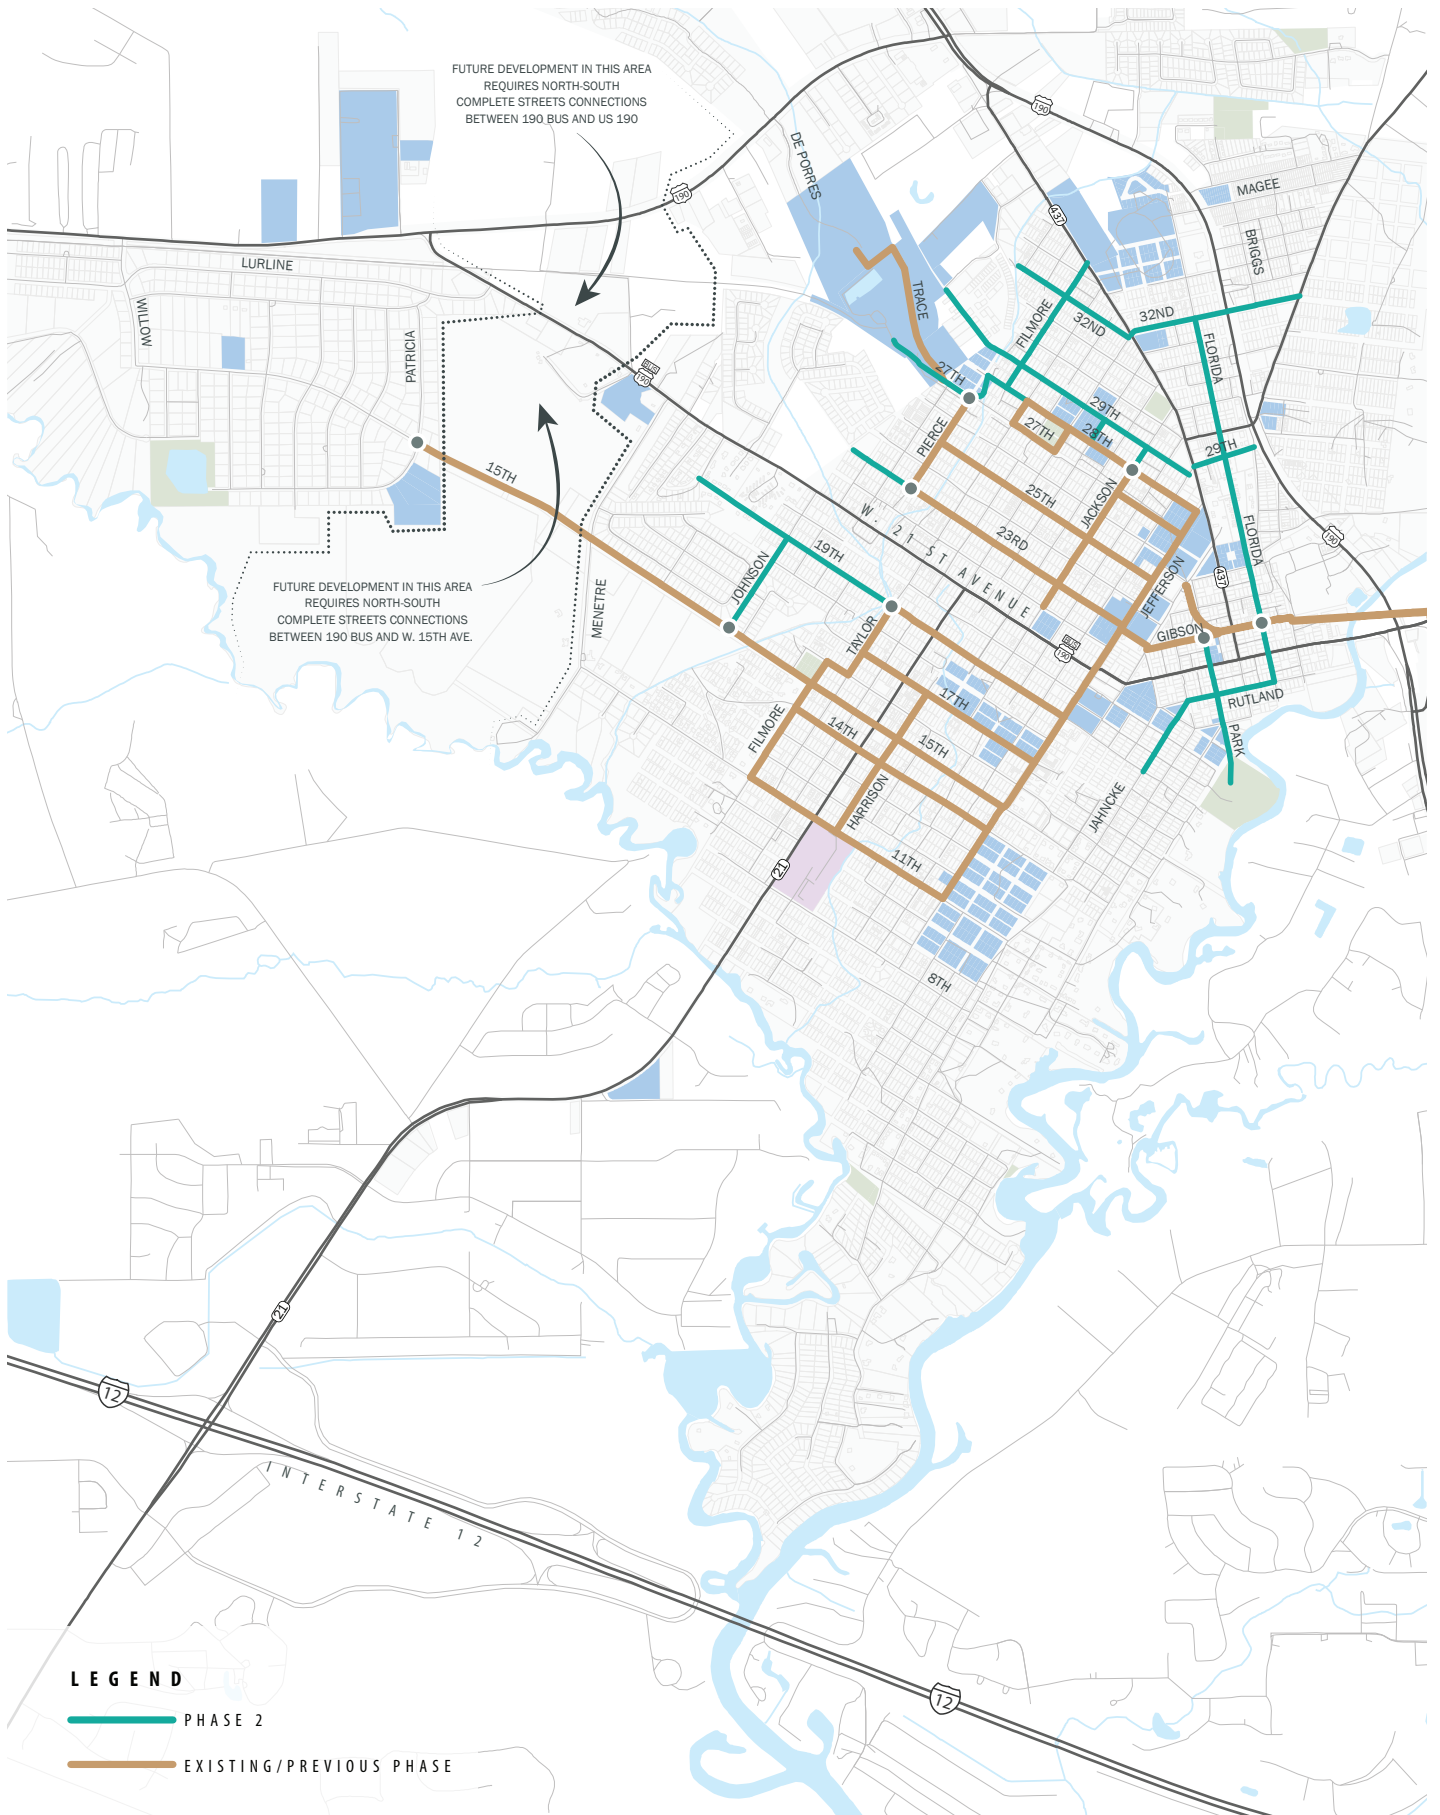 FUTURE DEVELOPMENT IN THIS AREA
REQUIRES NORTH-SOUTH
COMPLETE STREETS CONNECTIONS
BETWEEN 190 BUS AND US 190
190
190
DE PORRES
MAGEE
437
BRIGGS
LURLINE
WILLOW
PATRICIA
TRACE
FILMORE
32ND
32ND
FLORIDA
BUS
190
27TH
29TH
28TH
27TH
29TH
PIERCE
15TH
25TH
JACKSON
23RD
W. 21ST AVENUE
FLORIDA
190
19TH
JOHNSON
437
JEFFERSON
FUTURE DEVELOPMENT IN THIS AREA
REQUIRES NORTH-SOUTH
COMPLETE STREETS CONNECTIONS
BETWEEN 190 BUS AND W. 15TH AVE.
MENETRE
TAYLOR
GIBSON
BUS
190
RUTLAND
17TH
FILMORE
14TH
15TH
PARK
HARRISON
JAHNCKE
11TH
21
8TH
21
12
INTERSTATE 12
12
LEGEND
PHASE 2
EXISTING/PREVIOUS PHASE